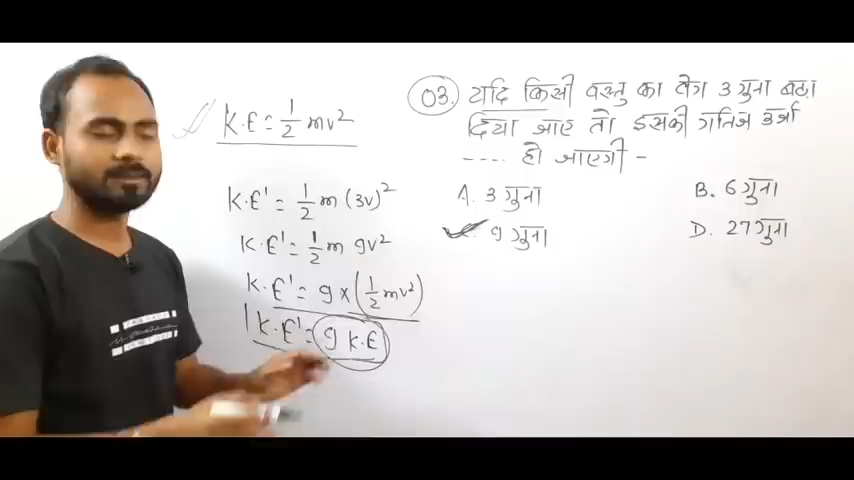 K.E = 1/2 mv²
K.E' = 1/2 m (3v)²
K.E' = 1/2 m 9v²
K.E' = 9 × (1/2 mv²)
K.E' = 9 K.E
03. यदि किसी वस्तु का वेग 3 गुना बढ़ा
दिया जाए तो इसकी गतिज ऊर्जा
---- हो जाएगी -
A. 3 गुना B. 6 गुना
✓ 9 गुना D. 27 गुना